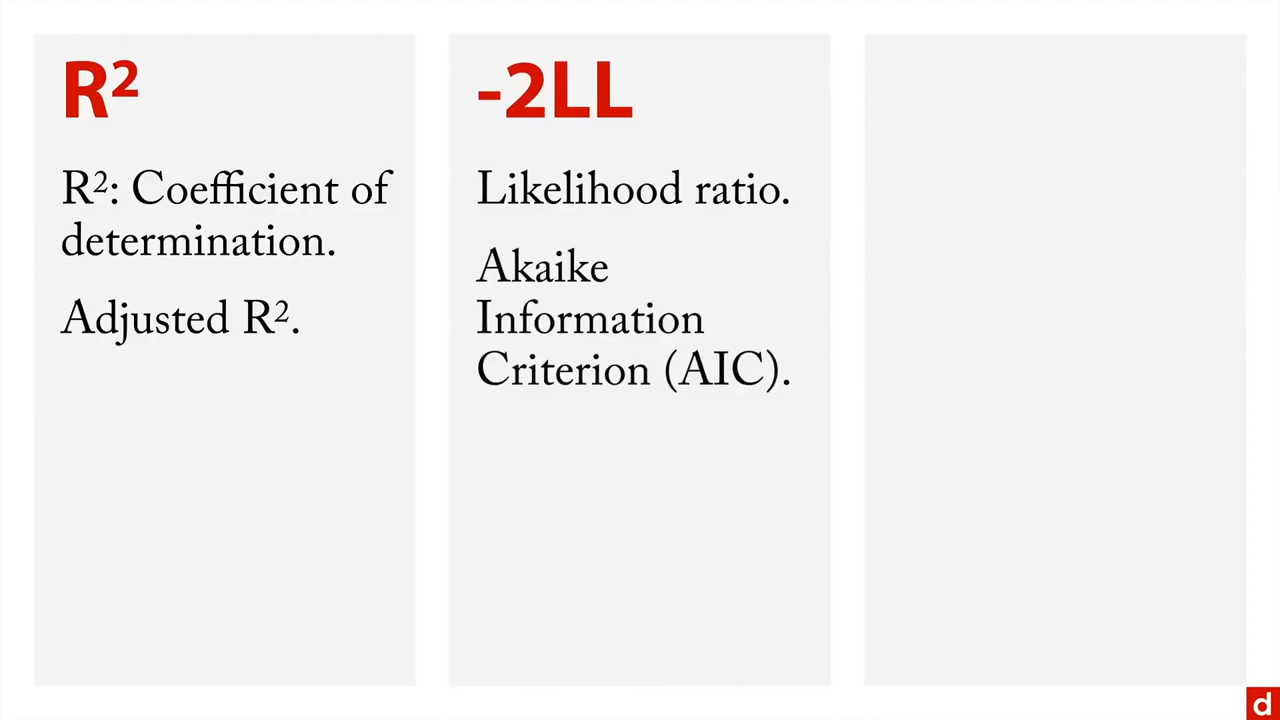 R²
R²: Coefficient of
determination.
Adjusted R².
-2LL
Likelihood ratio.
Akaike
Information
Criterion (AIC).
d